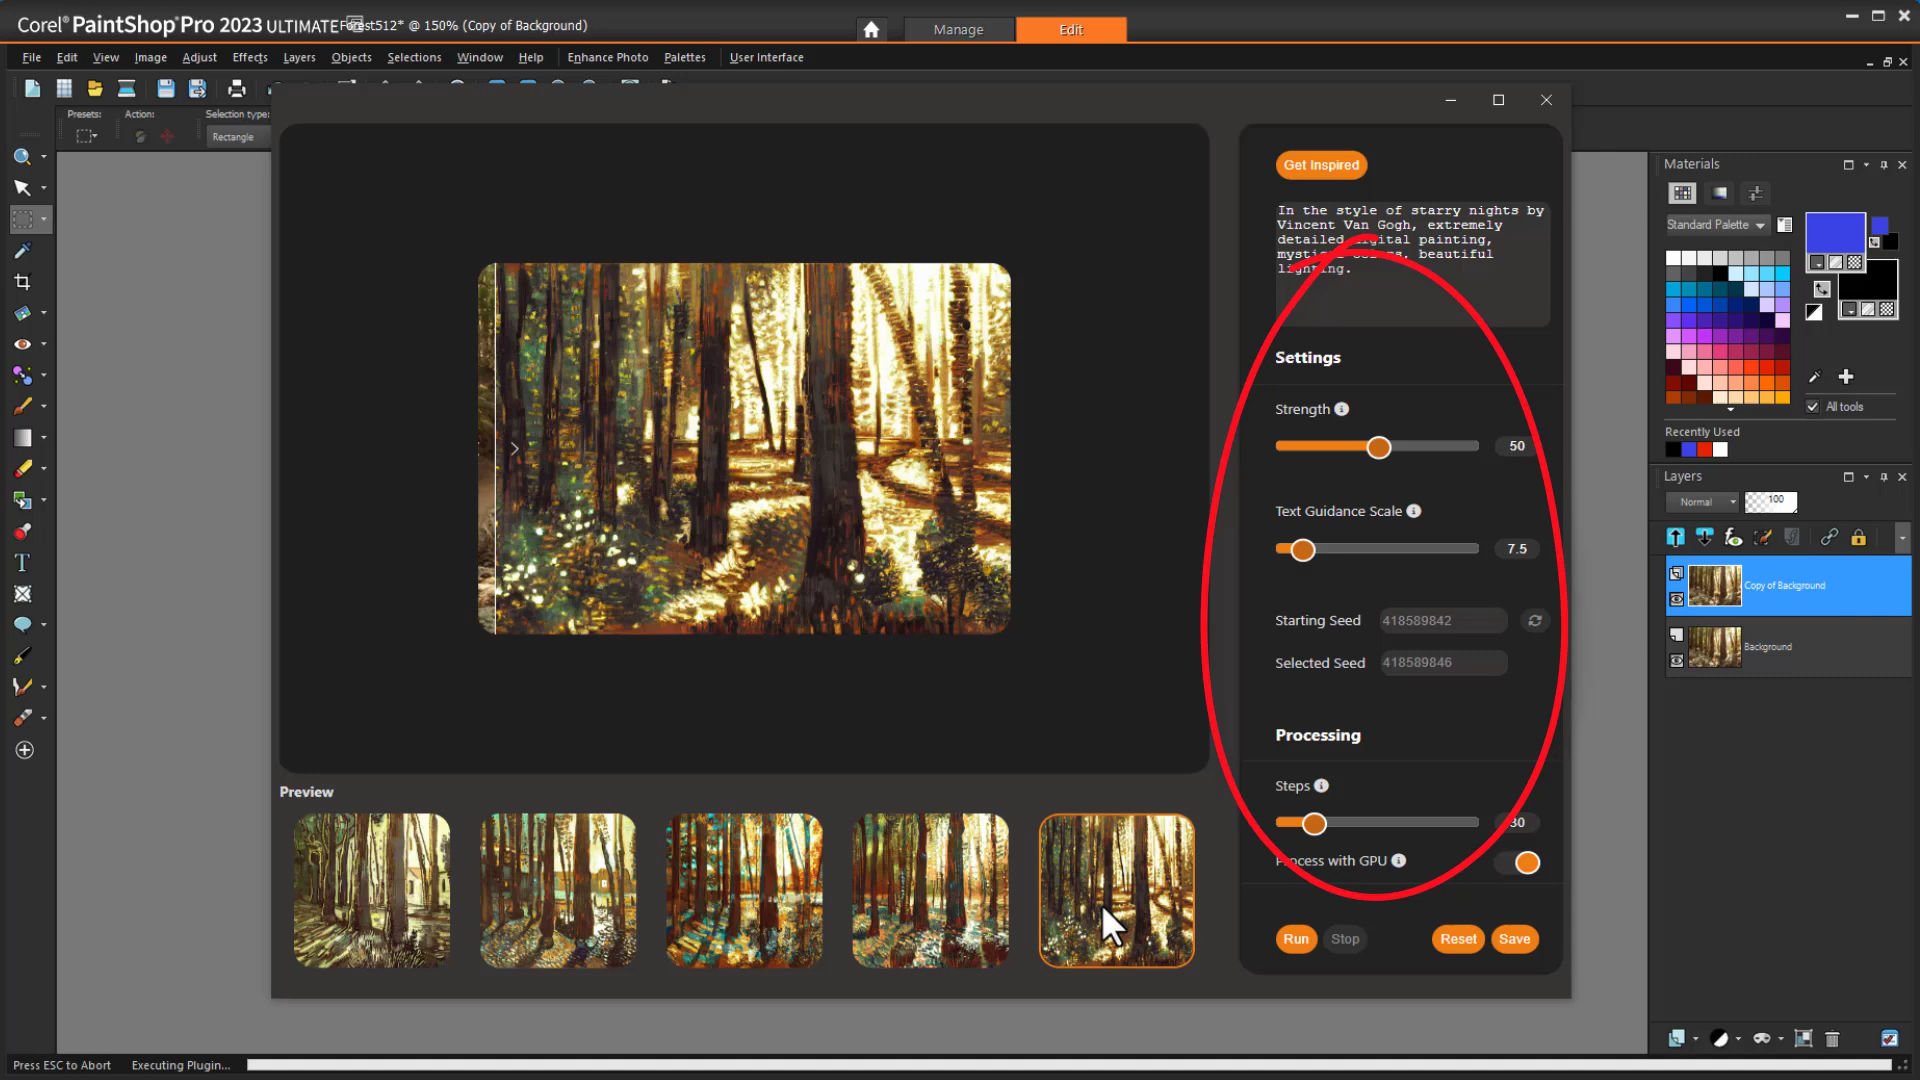 Corel® PaintShop® Pro 2023 ULTIMATE
Forest512* @ 150% (Copy of Background)
Manage
Edit
File Edit View Image Adjust Effects Layers Objects Selections Window Help Enhance Photo Palettes User Interface
Presets:
Action:
Selection type:
Rectangle
Get Inspired
In the style of starry nights by
Vincent Van Gogh, extremely
detailed digital painting,
mystical colors, beautiful
lighting.
Settings
Strength
50
Text Guidance Scale
7.5
Starting Seed 418589842
Selected Seed 418589846
Processing
Steps
30
Process with GPU
Run Stop Reset Save
Preview
Materials
Standard Palette
All tools
Recently Used
Layers
Normal
100
Copy of Background
Background
Press ESC to Abort
Executing Plugin...